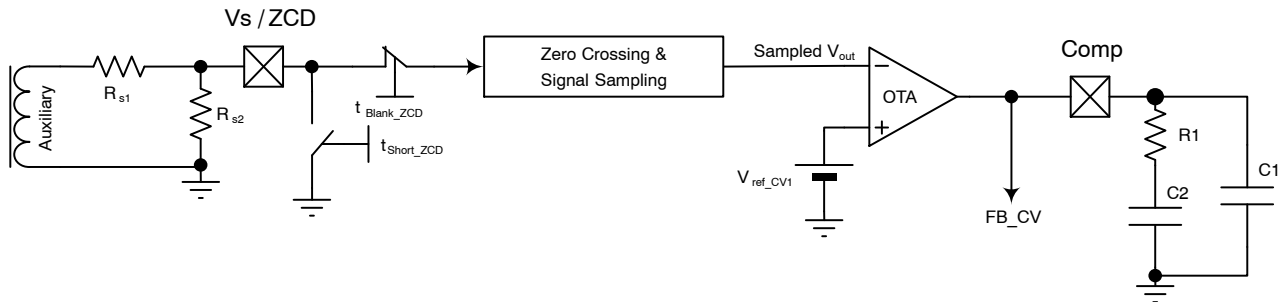 Vs / ZCD
Comp
Auxiliary
Rs1
Rs2
tBlank_ZCD
tShort_ZCD
Zero Crossing &
Signal Sampling
Sampled Vout
OTA
Vref_CV1
FB_CV
R1
C2
C1